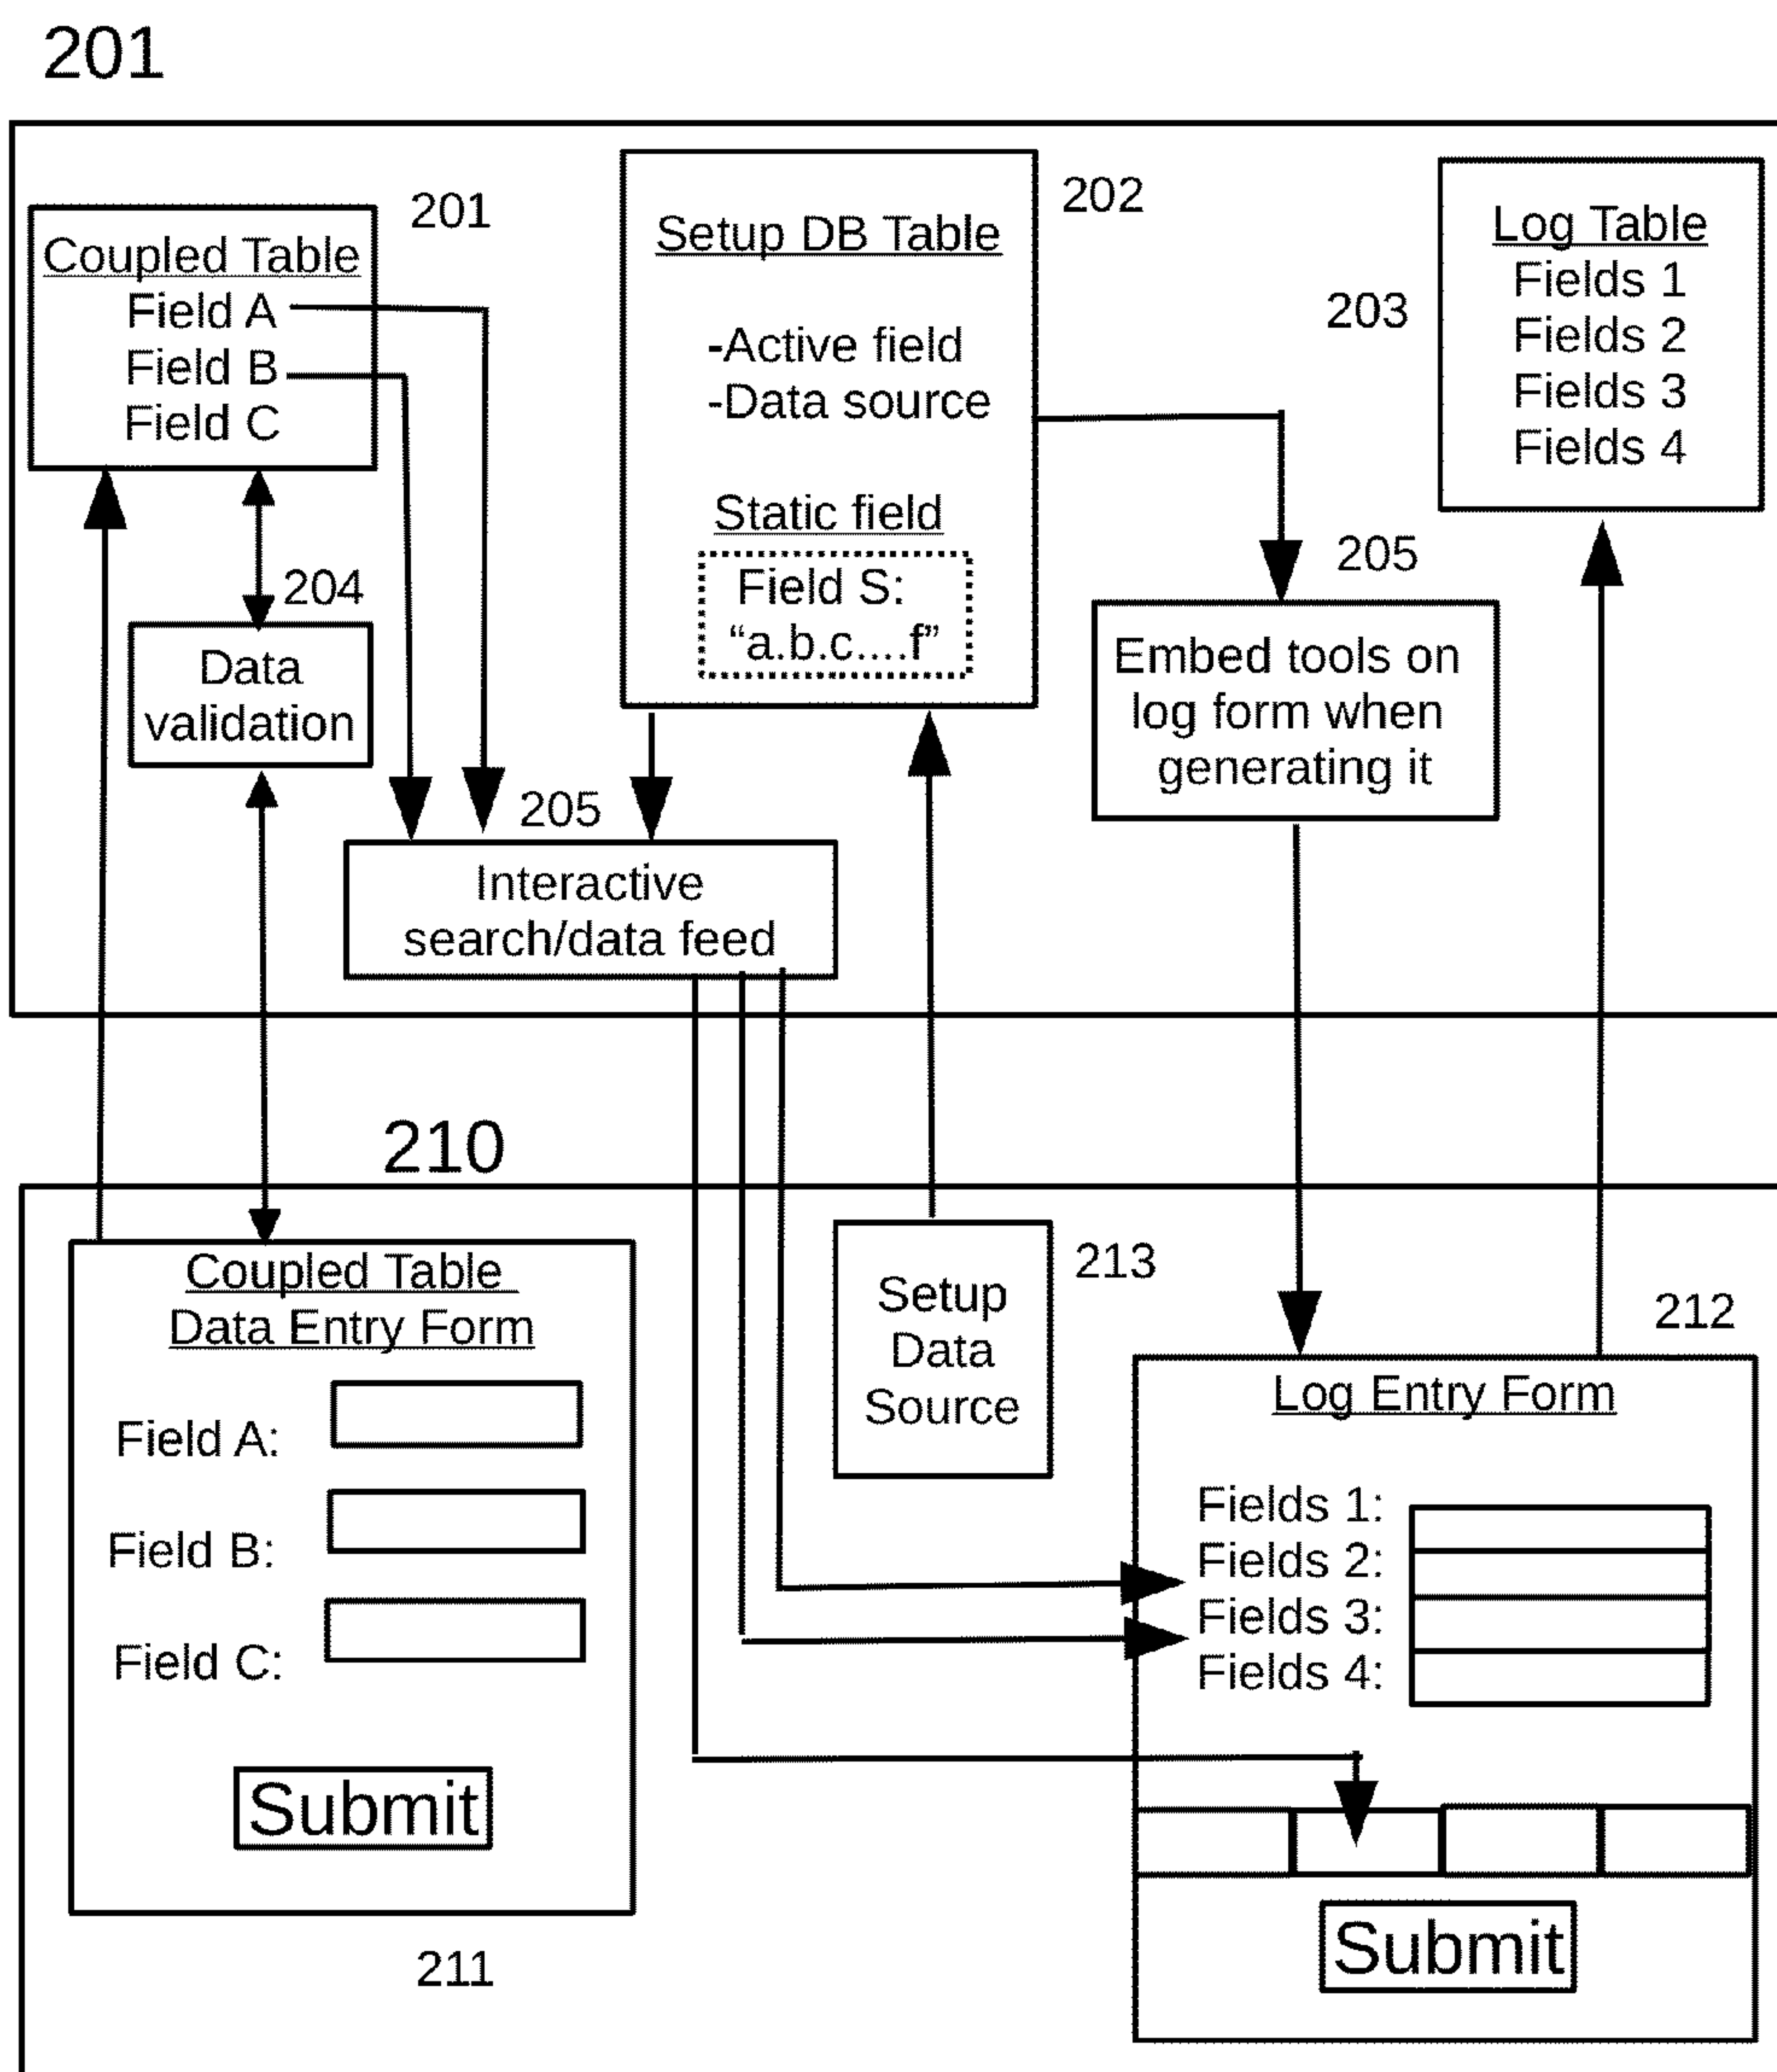 201
201
Coupled Table
Field A
Field B
Field C
202
Setup DB Table
-Active field
-Data source
Static field
Field S:
“a.b.c....f”
203
Log Table
Fields 1
Fields 2
Fields 3
Fields 4
204
Data
validation
205
Interactive
search/data feed
205
Embed tools on
log form when
generating it
210
Coupled Table
Data Entry Form
Field A:
Field B:
Field C:
Submit
211
213
Setup
Data
Source
212
Log Entry Form
Fields 1:
Fields 2:
Fields 3:
Fields 4:
Submit